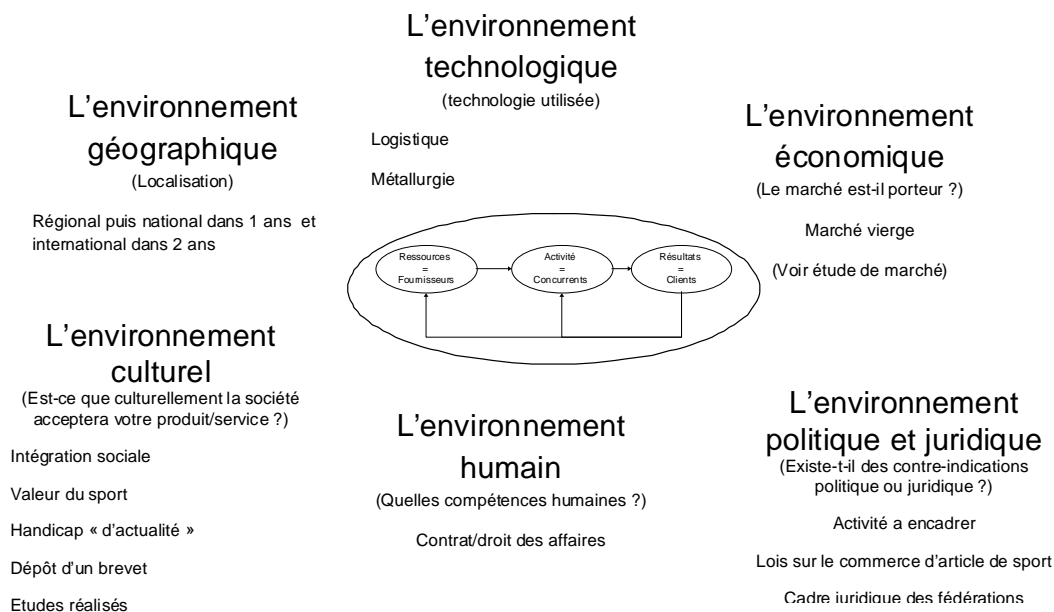 L'environnement
technologique
(technologie utilisée)
Logistique
Métallurgie
L'environnement
géographique
(Localisation)
Régional puis national dans 1 ans et
international dans 2 ans
L'environnement
économique
(Le marché est-il porteur ?)
Marché vierge
(Voir étude de marché)
Ressources
=
Fournisseurs
Activité
=
Concurrents
Résultats
=
Clients
L'environnement
culturel
(Est-ce que culturellement la société
acceptera votre produit/service ?)
Intégration sociale
Valeur du sport
Handicap « d'actualité »
Dépôt d'un brevet
Etudes réalisés
L'environnement
humain
(Quelles compétences humaines ?)
Contrat/droit des affaires
L'environnement
politique et juridique
(Existe-t-il des contre-indications
politique ou juridique ?)
Activité a encadrer
Lois sur le commerce d'article de sport
Cadre juridique des fédérations